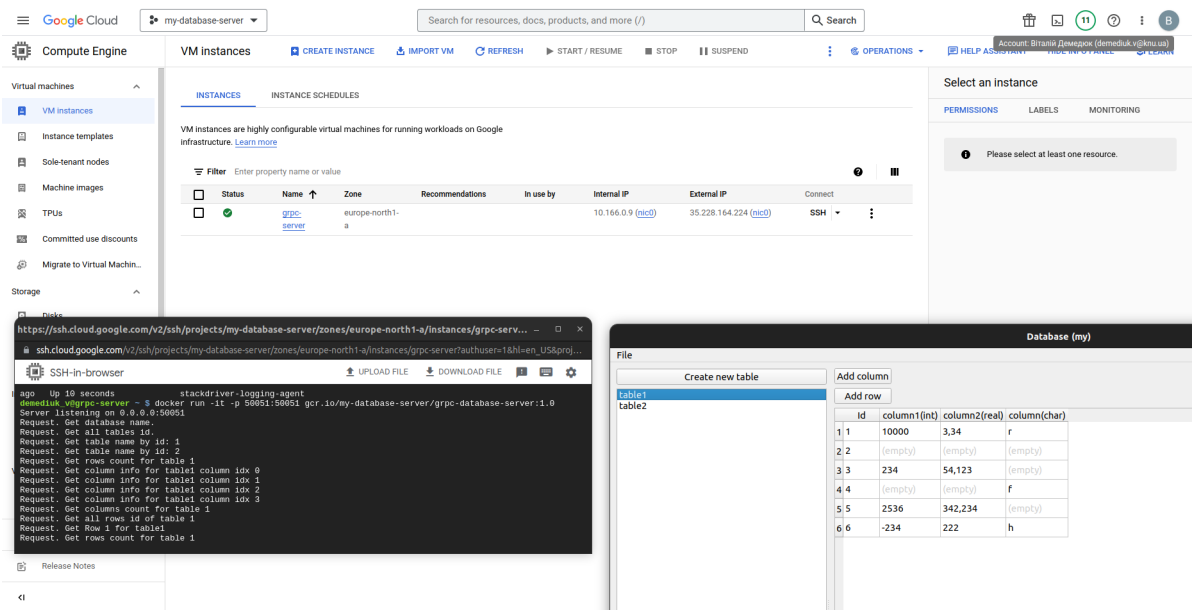 Google Cloud
my-database-server
Search for resources, docs, products, and more (/)
Search
11
B
Compute Engine
VM instances
CREATE INSTANCE
IMPORT VM
REFRESH
START / RESUME
STOP
SUSPEND
OPERATIONS
HELP ASSISTANT
Account: Віталій Демедюк (demediuk.v@knu.ua)
HIDE INFO PANEL
LEARN
Virtual machines
VM instances
Instance templates
Sole-tenant nodes
Machine images
TPUs
Committed use discounts
Migrate to Virtual Machin...
Storage
Disks
Release Notes
INSTANCES
INSTANCE SCHEDULES
VM instances are highly configurable virtual machines for running workloads on Google
infrastructure. Learn more
Filter Enter property name or value
Status Name Zone Recommendations In use by Internal IP External IP Connect
grpc-server europe-north1-a 10.166.0.9 (nic0) 35.228.164.224 (nic0) SSH
Select an instance
PERMISSIONS
LABELS
MONITORING
Please select at least one resource.
https://ssh.cloud.google.com/v2/ssh/projects/my-database-server/zones/europe-north1-a/instances/grpc-serv...
ssh.cloud.google.com/v2/ssh/projects/my-database-server/zones/europe-north1-a/instances/grpc-server?authuser=1&hl=en_US&proj...
SSH-in-browser
UPLOAD FILE
DOWNLOAD FILE
ago Up 10 seconds stackdriver-logging-agent
demediuk_v@grpc-server ~ $ docker run -it -p 50051:50051 gcr.io/my-database-server/grpc-database-server:1.0
Server listening on 0.0.0.0:50051
Request. Get database name.
Request. Get all tables id.
Request. Get table name by id: 1
Request. Get table name by id: 2
Request. Get rows count for table 1
Request. Get column info for table1 column idx 0
Request. Get column info for table1 column idx 1
Request. Get column info for table1 column idx 2
Request. Get column info for table1 column idx 3
Request. Get columns count for table 1
Request. Get all rows id of table 1
Request. Get Row 1 for table1
Request. Get rows count for table 1
Database (my)
File
Create new table
table1
table2
Add column
Add row
Id column1(int) column2(real) column(char)
1 1 10000 3,34 r
2 2 (empty) (empty) (empty)
3 3 234 54,123 (empty)
4 4 (empty) (empty) f
5 5 2536 342,234 (empty)
6 6 -234 222 h